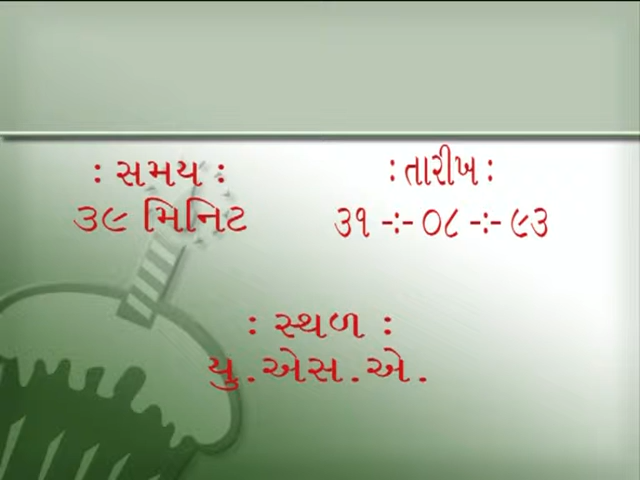 : સમય :
૩૯ મિનિટ
: તારીખ :
૩૧ -:- ૦૮ -:- ૯૩
: સ્થળ :
યુ.એસ.એ.